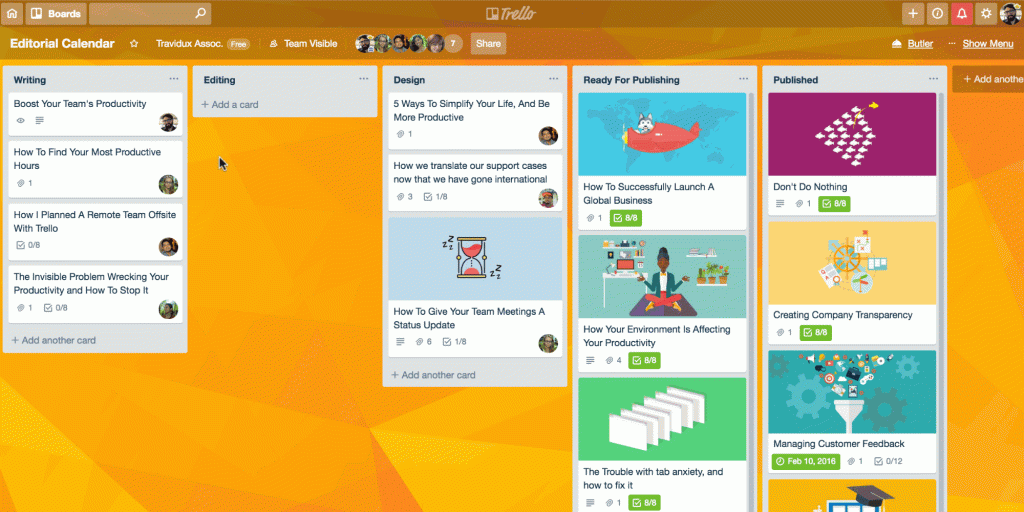 Boards
Trello
Editorial Calendar
Travidux Assoc.
Free
Team Visible
7
Share
Butler
Show Menu
Writing
Boost Your Team's Productivity
How To Find Your Most Productive
Hours
1
How I Planned A Remote Team Offsite
With Trello
0/8
The Invisible Problem Wrecking Your
Productivity and How To Stop It
1
0/8
+ Add another card
Editing
+ Add a card
Design
5 Ways To Simplify Your Life, And Be
More Productive
1
How we translate our support cases
now that we have gone international
3
1/8
zzZ
zzZ
How To Give Your Team Meetings A
Status Update
6
1/8
+ Add another card
Ready For Publishing
How To Successfully Launch A
Global Business
1
8/8
How Your Environment Is Affecting
Your Productivity
4
8/8
The Trouble with tab anxiety, and
how to fix it
1
8/8
Published
Don't Do Nothing
1
8/8
Creating Company Transparency
1
8/8
Managing Customer Feedback
Feb 10, 2016
1
0/12
+ Add anothe